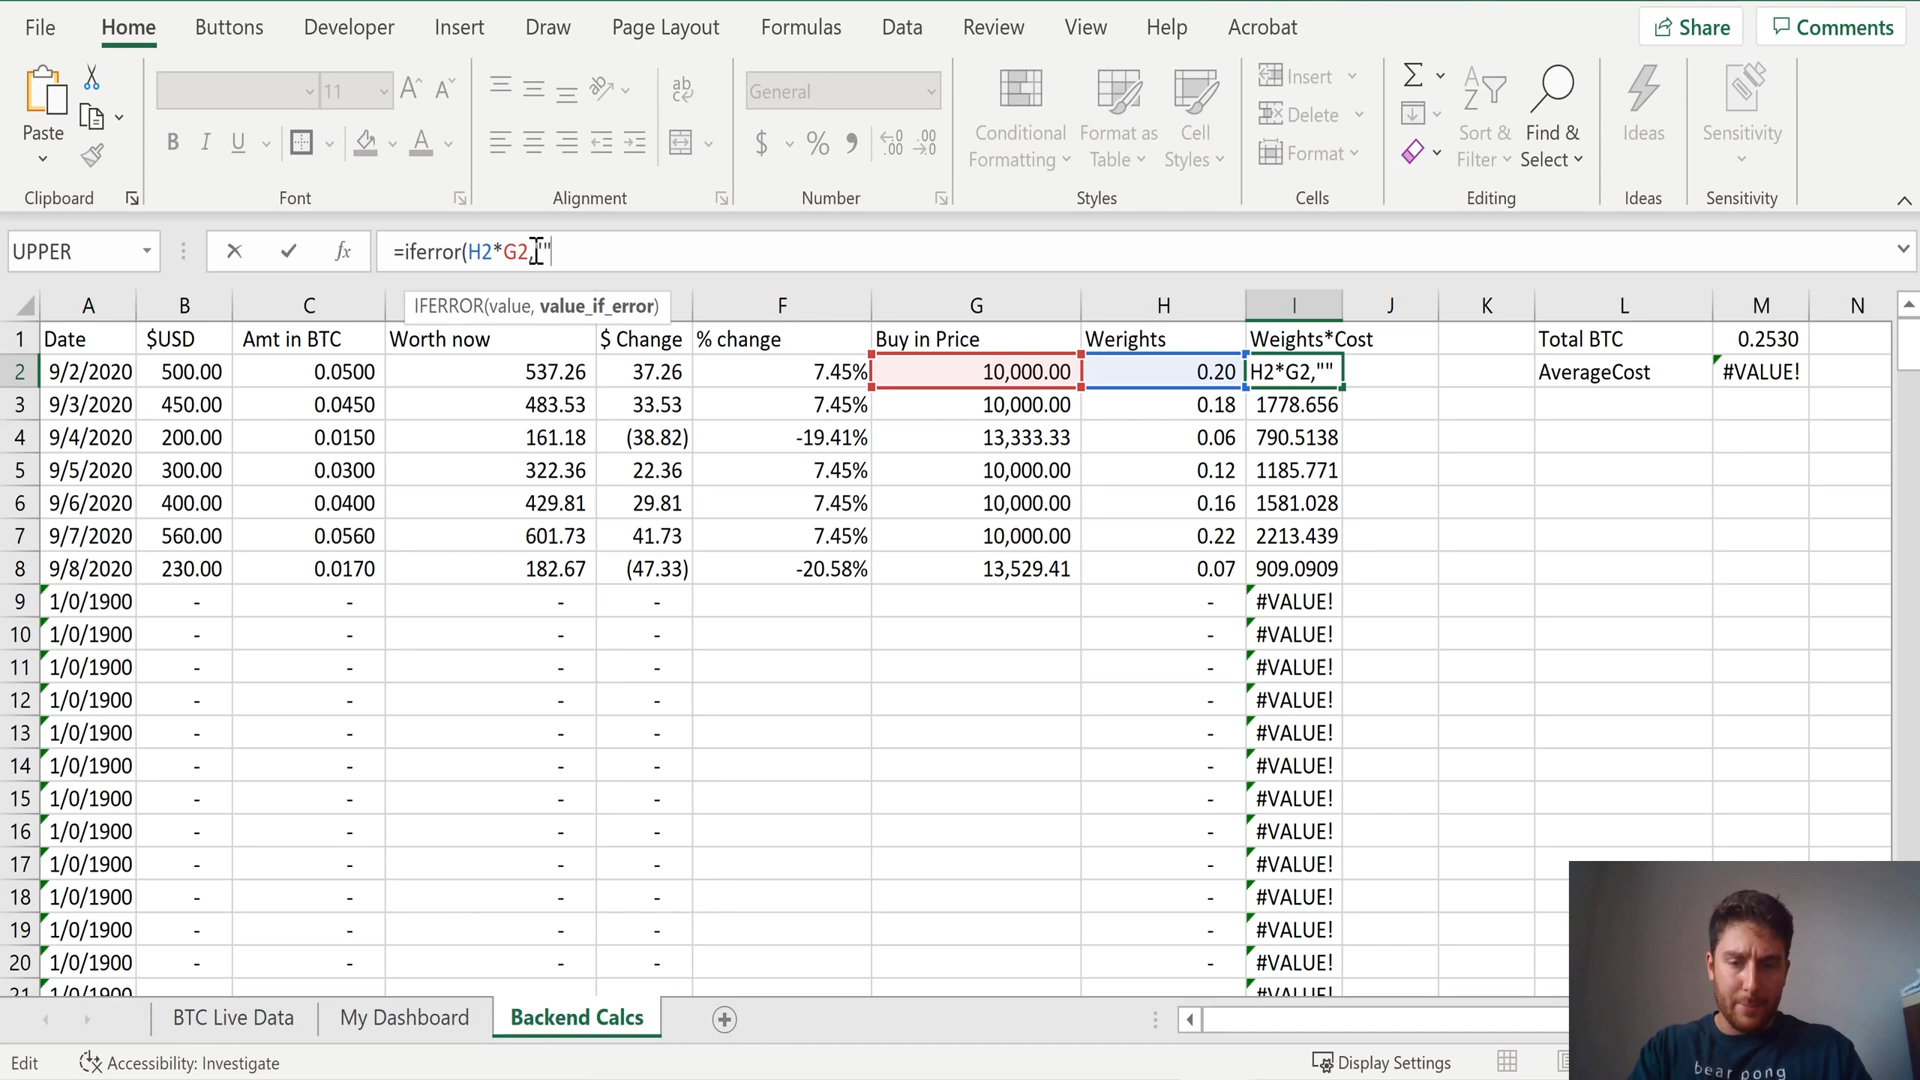 File Home Buttons Developer Insert Draw Page Layout Formulas Data Review View Help Acrobat Share Comments
Paste
11
General
Conditional Formatting
Format as Table
Cell Styles
Insert
Delete
Format
Sort & Filter
Find & Select
Ideas
Sensitivity
Clipboard Font Alignment Number Styles Cells Editing Ideas Sensitivity
UPPER fx =iferror(H2*G2,""
IFERROR(value, value_if_error)
A B C F G H I J K L M N
1 Date $USD Amt in BTC Worth now $ Change % change Buy in Price Werights Weights*Cost Total BTC 0.2530
2 9/2/2020 500.00 0.0500 537.26 37.26 7.45% 10,000.00 0.20 H2*G2,"" AverageCost #VALUE!
3 9/3/2020 450.00 0.0450 483.53 33.53 7.45% 10,000.00 0.18 1778.656
4 9/4/2020 200.00 0.0150 161.18 (38.82) -19.41% 13,333.33 0.06 790.5138
5 9/5/2020 300.00 0.0300 322.36 22.36 7.45% 10,000.00 0.12 1185.771
6 9/6/2020 400.00 0.0400 429.81 29.81 7.45% 10,000.00 0.16 1581.028
7 9/7/2020 560.00 0.0560 601.73 41.73 7.45% 10,000.00 0.22 2213.439
8 9/8/2020 230.00 0.0170 182.67 (47.33) -20.58% 13,529.41 0.07 909.0909
9 1/0/1900 - - - - - #VALUE!
10 1/0/1900 - - - - - #VALUE!
11 1/0/1900 - - - - - #VALUE!
12 1/0/1900 - - - - - #VALUE!
13 1/0/1900 - - - - - #VALUE!
14 1/0/1900 - - - - - #VALUE!
15 1/0/1900 - - - - - #VALUE!
16 1/0/1900 - - - - - #VALUE!
17 1/0/1900 - - - - - #VALUE!
18 1/0/1900 - - - - - #VALUE!
19 1/0/1900 - - - - - #VALUE!
20 1/0/1900 - - - - - #VALUE!
21 1/0/1900 #VALUE!
BTC Live Data My Dashboard Backend Calcs
Edit Accessibility: Investigate Display Settings
bear pong